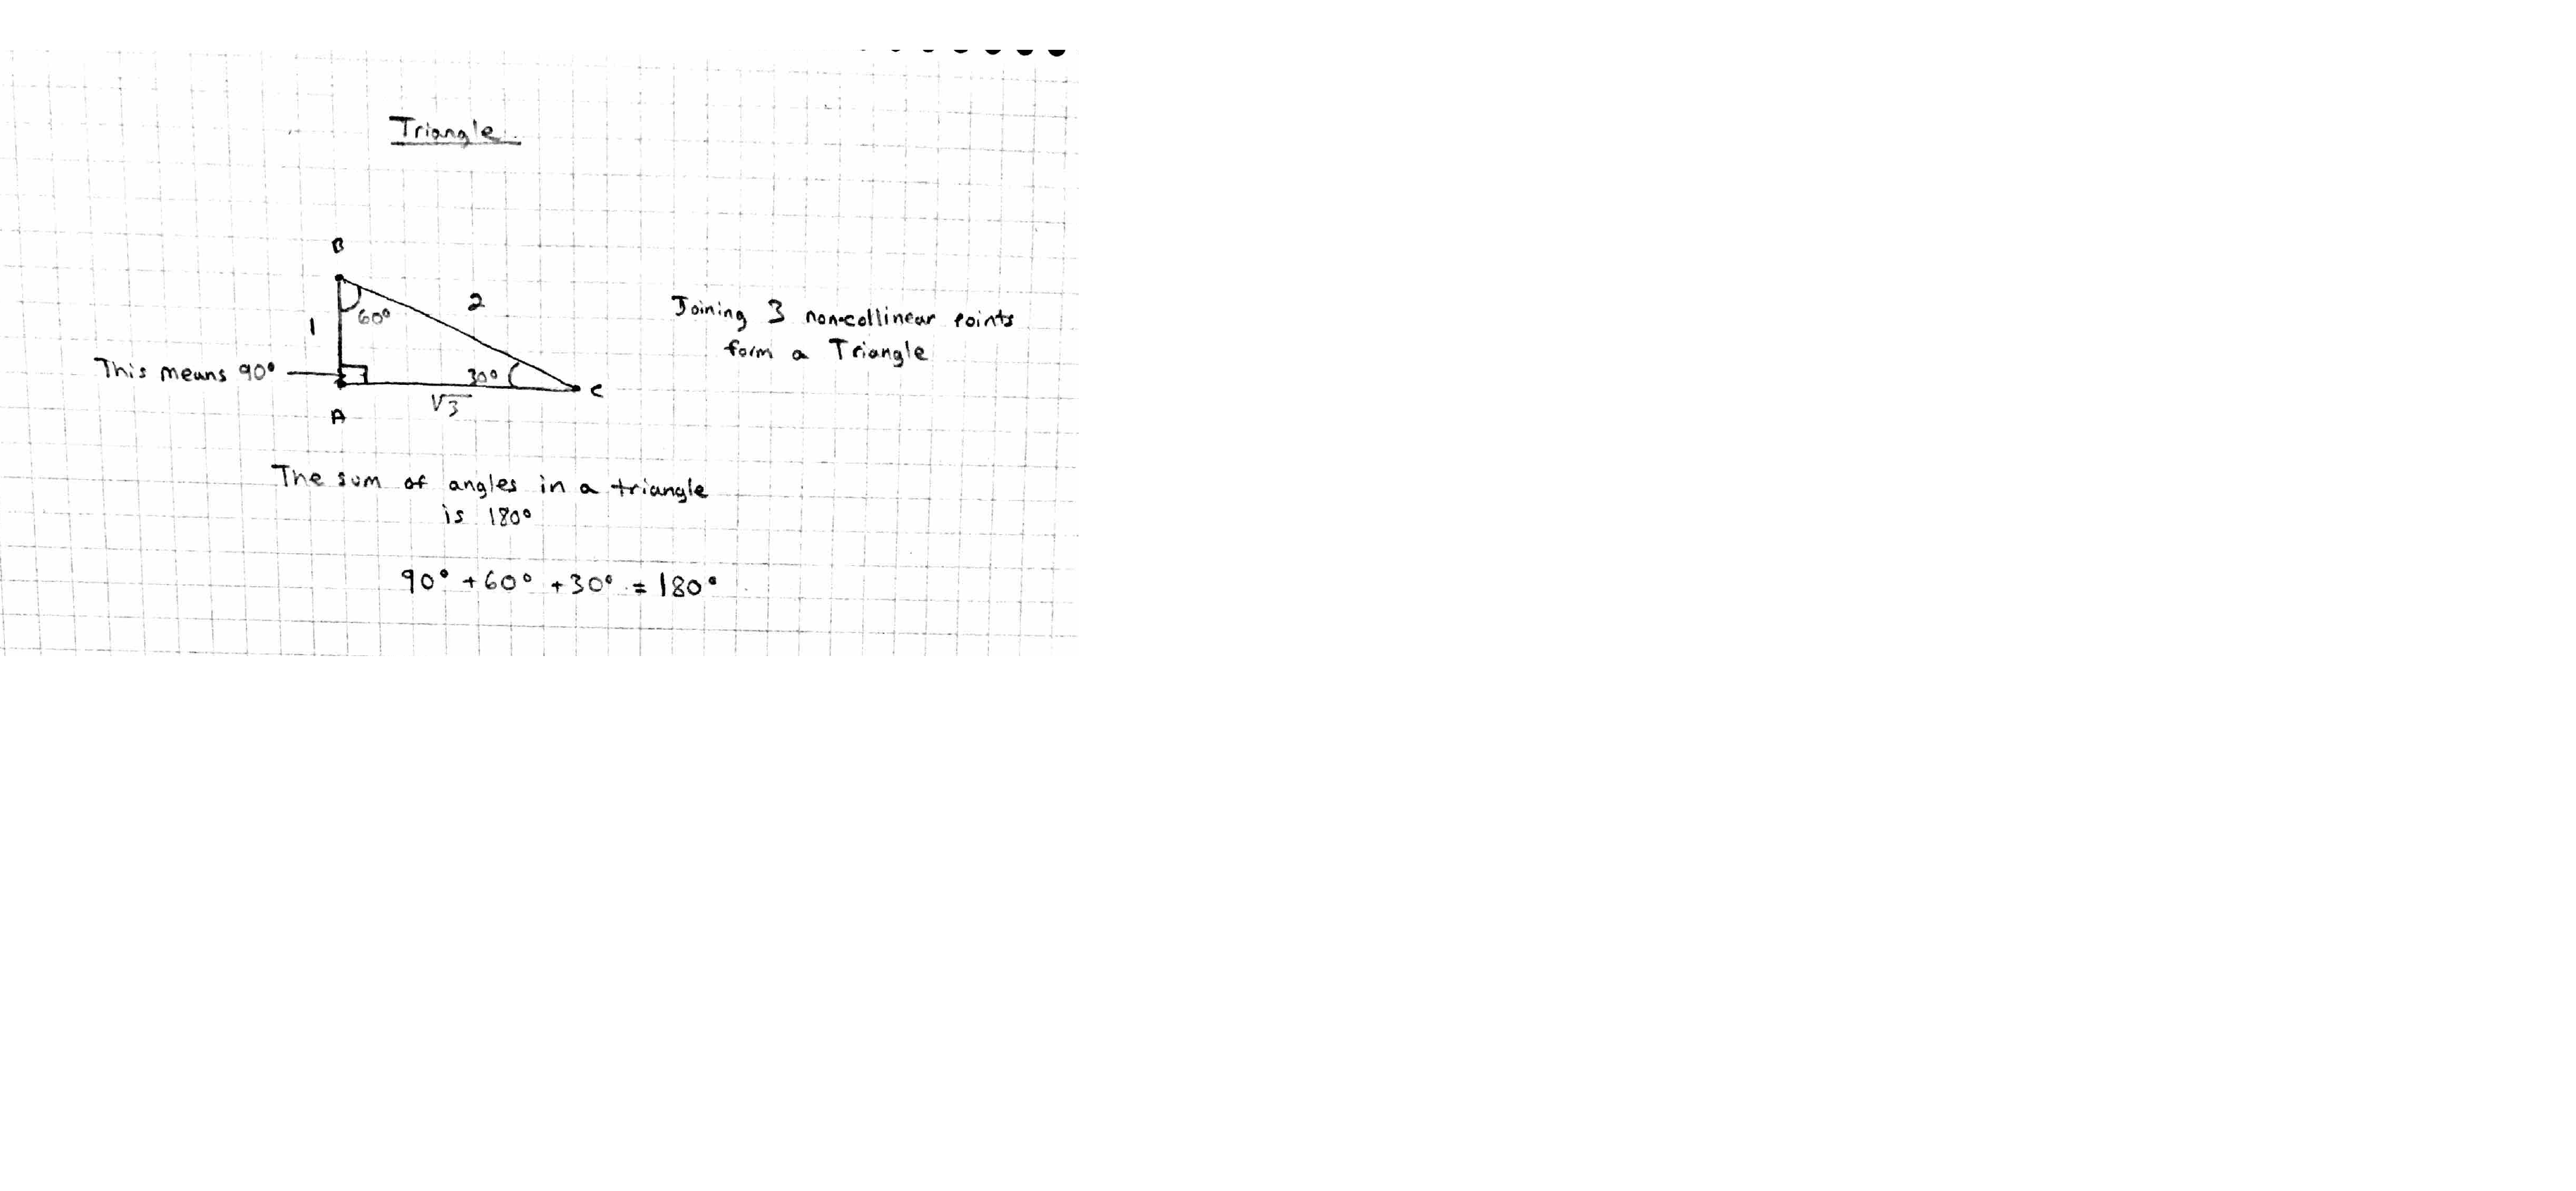 Triangle
B
2
60°
1
Joining 3 non-collinear points
form a Triangle
This means 90°
30°
C
√3
A
The sum of angles in a triangle
is 180°
90° + 60° + 30° = 180°